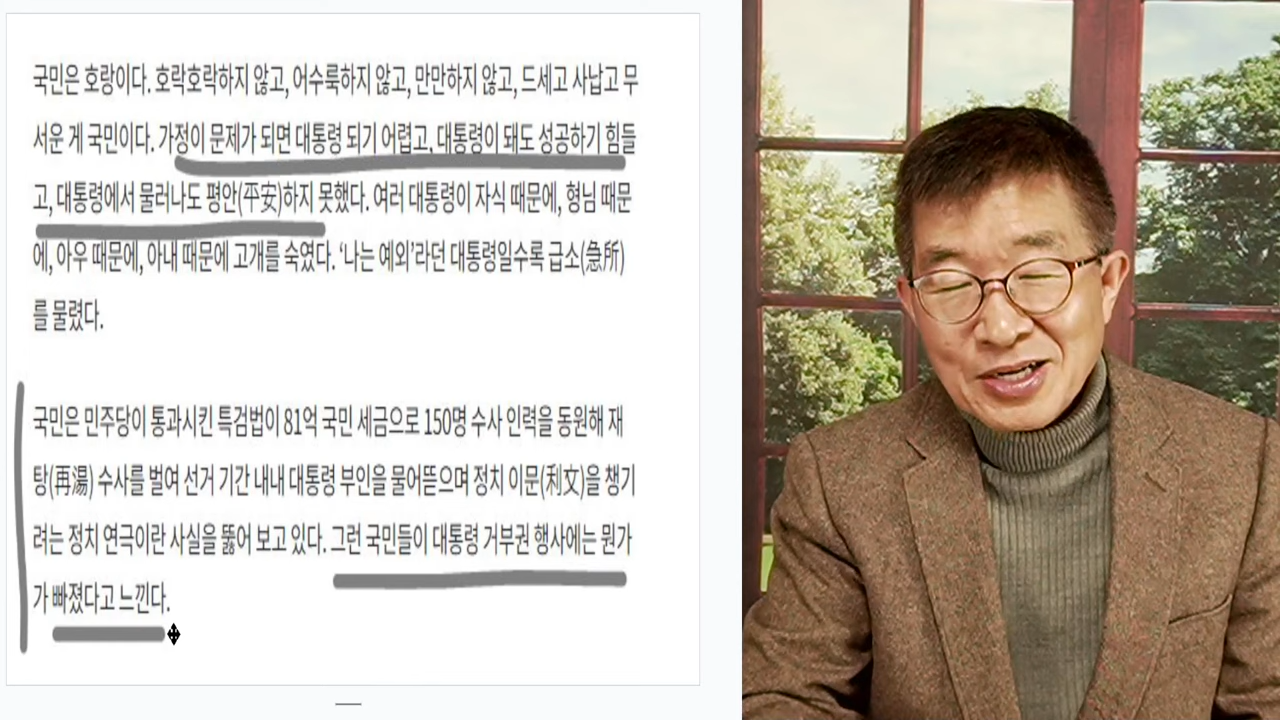 국민은 호랑이다. 호락호락하지 않고, 어수룩하지 않고, 만만하지 않고, 드세고 사납고 무
서운 게 국민이다. 가정이 문제가 되면 대통령 되기 어렵고, 대통령이 돼도 성공하기 힘들
고, 대통령에서 물러나도 평안(平安)하지 못했다. 여러 대통령이 자식 때문에, 형님 때문
에, 아우 때문에, 아내 때문에 고개를 숙였다. ‘나는 예외’라던 대통령일수록 급소(急所)
를 물렸다.
국민은 민주당이 통과시킨 특검법이 81억 국민 세금으로 150명 수사 인력을 동원해 재
탕(再湯) 수사를 벌여 선거 기간 내내 대통령 부인을 물어뜯으며 정치 이문(利文)을 챙기
려는 정치 연극이란 사실을 뚫어 보고 있다. 그런 국민들이 대통령 거부권 행사에는 뭔가
가 빠졌다고 느낀다.